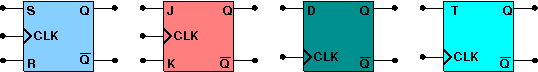 S Q
CLK
R Q̅
J Q
CLK
K Q̅
D Q
CLK Q̅
T Q
CLK
Q̅